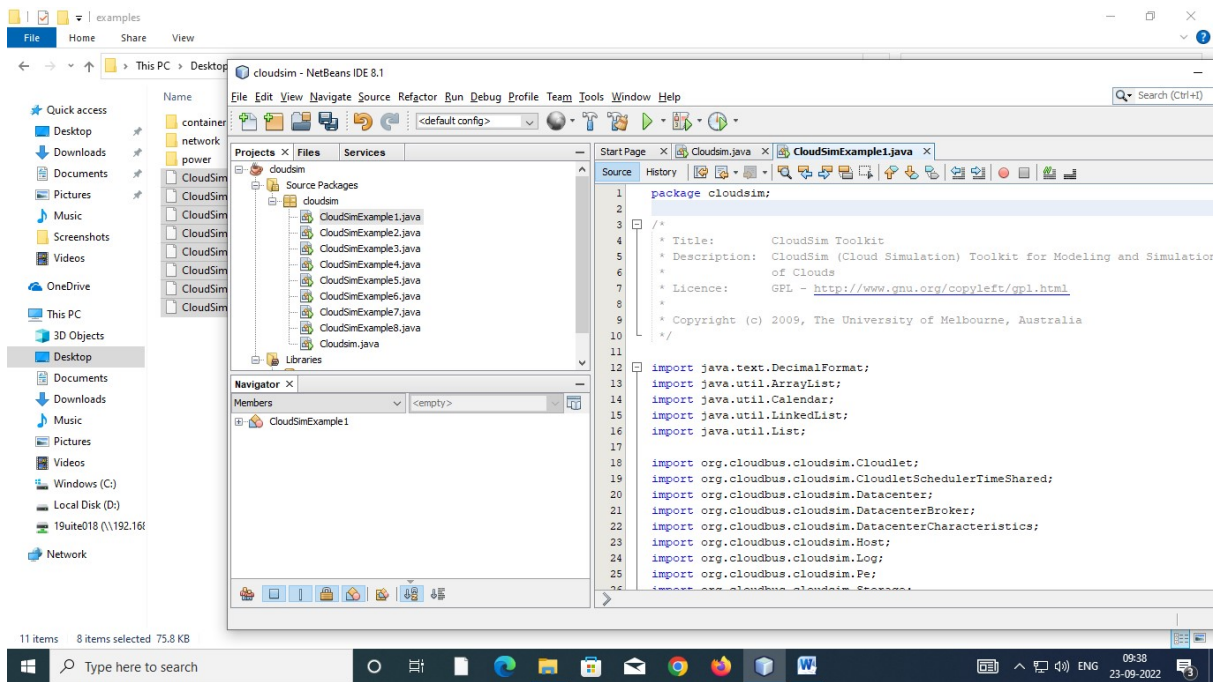 examples
File Home Share View
This PC > Desktop
Name
Quick access
Desktop
Downloads
Documents
Pictures
Music
Screenshots
Videos
OneDrive
This PC
3D Objects
Desktop
Documents
Downloads
Music
Pictures
Videos
Windows (C:)
Local Disk (D:)
19uite018 (\\192.168
Network
container
network
power
CloudSim
CloudSim
CloudSim
CloudSim
CloudSim
CloudSim
CloudSim
CloudSim
11 items 8 items selected 75.8 KB
cloudsim - NetBeans IDE 8.1
File Edit View Navigate Source Refactor Run Debug Profile Team Tools Window Help
Search (Ctrl+I)
<default config>
Projects Files Services
cloudsim
Source Packages
cloudsim
CloudSimExample1.java
CloudSimExample2.java
CloudSimExample3.java
CloudSimExample4.java
CloudSimExample5.java
CloudSimExample6.java
CloudSimExample7.java
CloudSimExample8.java
Cloudsim.java
Libraries
Navigator
Members <empty>
CloudSimExample1
Start Page Cloudsim.java CloudSimExample1.java
Source History
1 package cloudsim;
2
3 /*
4 * Title: CloudSim Toolkit
5 * Description: CloudSim (Cloud Simulation) Toolkit for Modeling and Simulation
6 * of Clouds
7 * Licence: GPL - http://www.gnu.org/copyleft/gpl.html
8 *
9 * Copyright (c) 2009, The University of Melbourne, Australia
10 */
11
12 import java.text.DecimalFormat;
13 import java.util.ArrayList;
14 import java.util.Calendar;
15 import java.util.LinkedList;
16 import java.util.List;
17
18 import org.cloudbus.cloudsim.Cloudlet;
19 import org.cloudbus.cloudsim.CloudletSchedulerTimeShared;
20 import org.cloudbus.cloudsim.Datacenter;
21 import org.cloudbus.cloudsim.DatacenterBroker;
22 import org.cloudbus.cloudsim.DatacenterCharacteristics;
23 import org.cloudbus.cloudsim.Host;
24 import org.cloudbus.cloudsim.Log;
25 import org.cloudbus.cloudsim.Pe;
26 import org.cloudbus.cloudsim.Storage;
Type here to search
ENG
09:38
23-09-2022
3